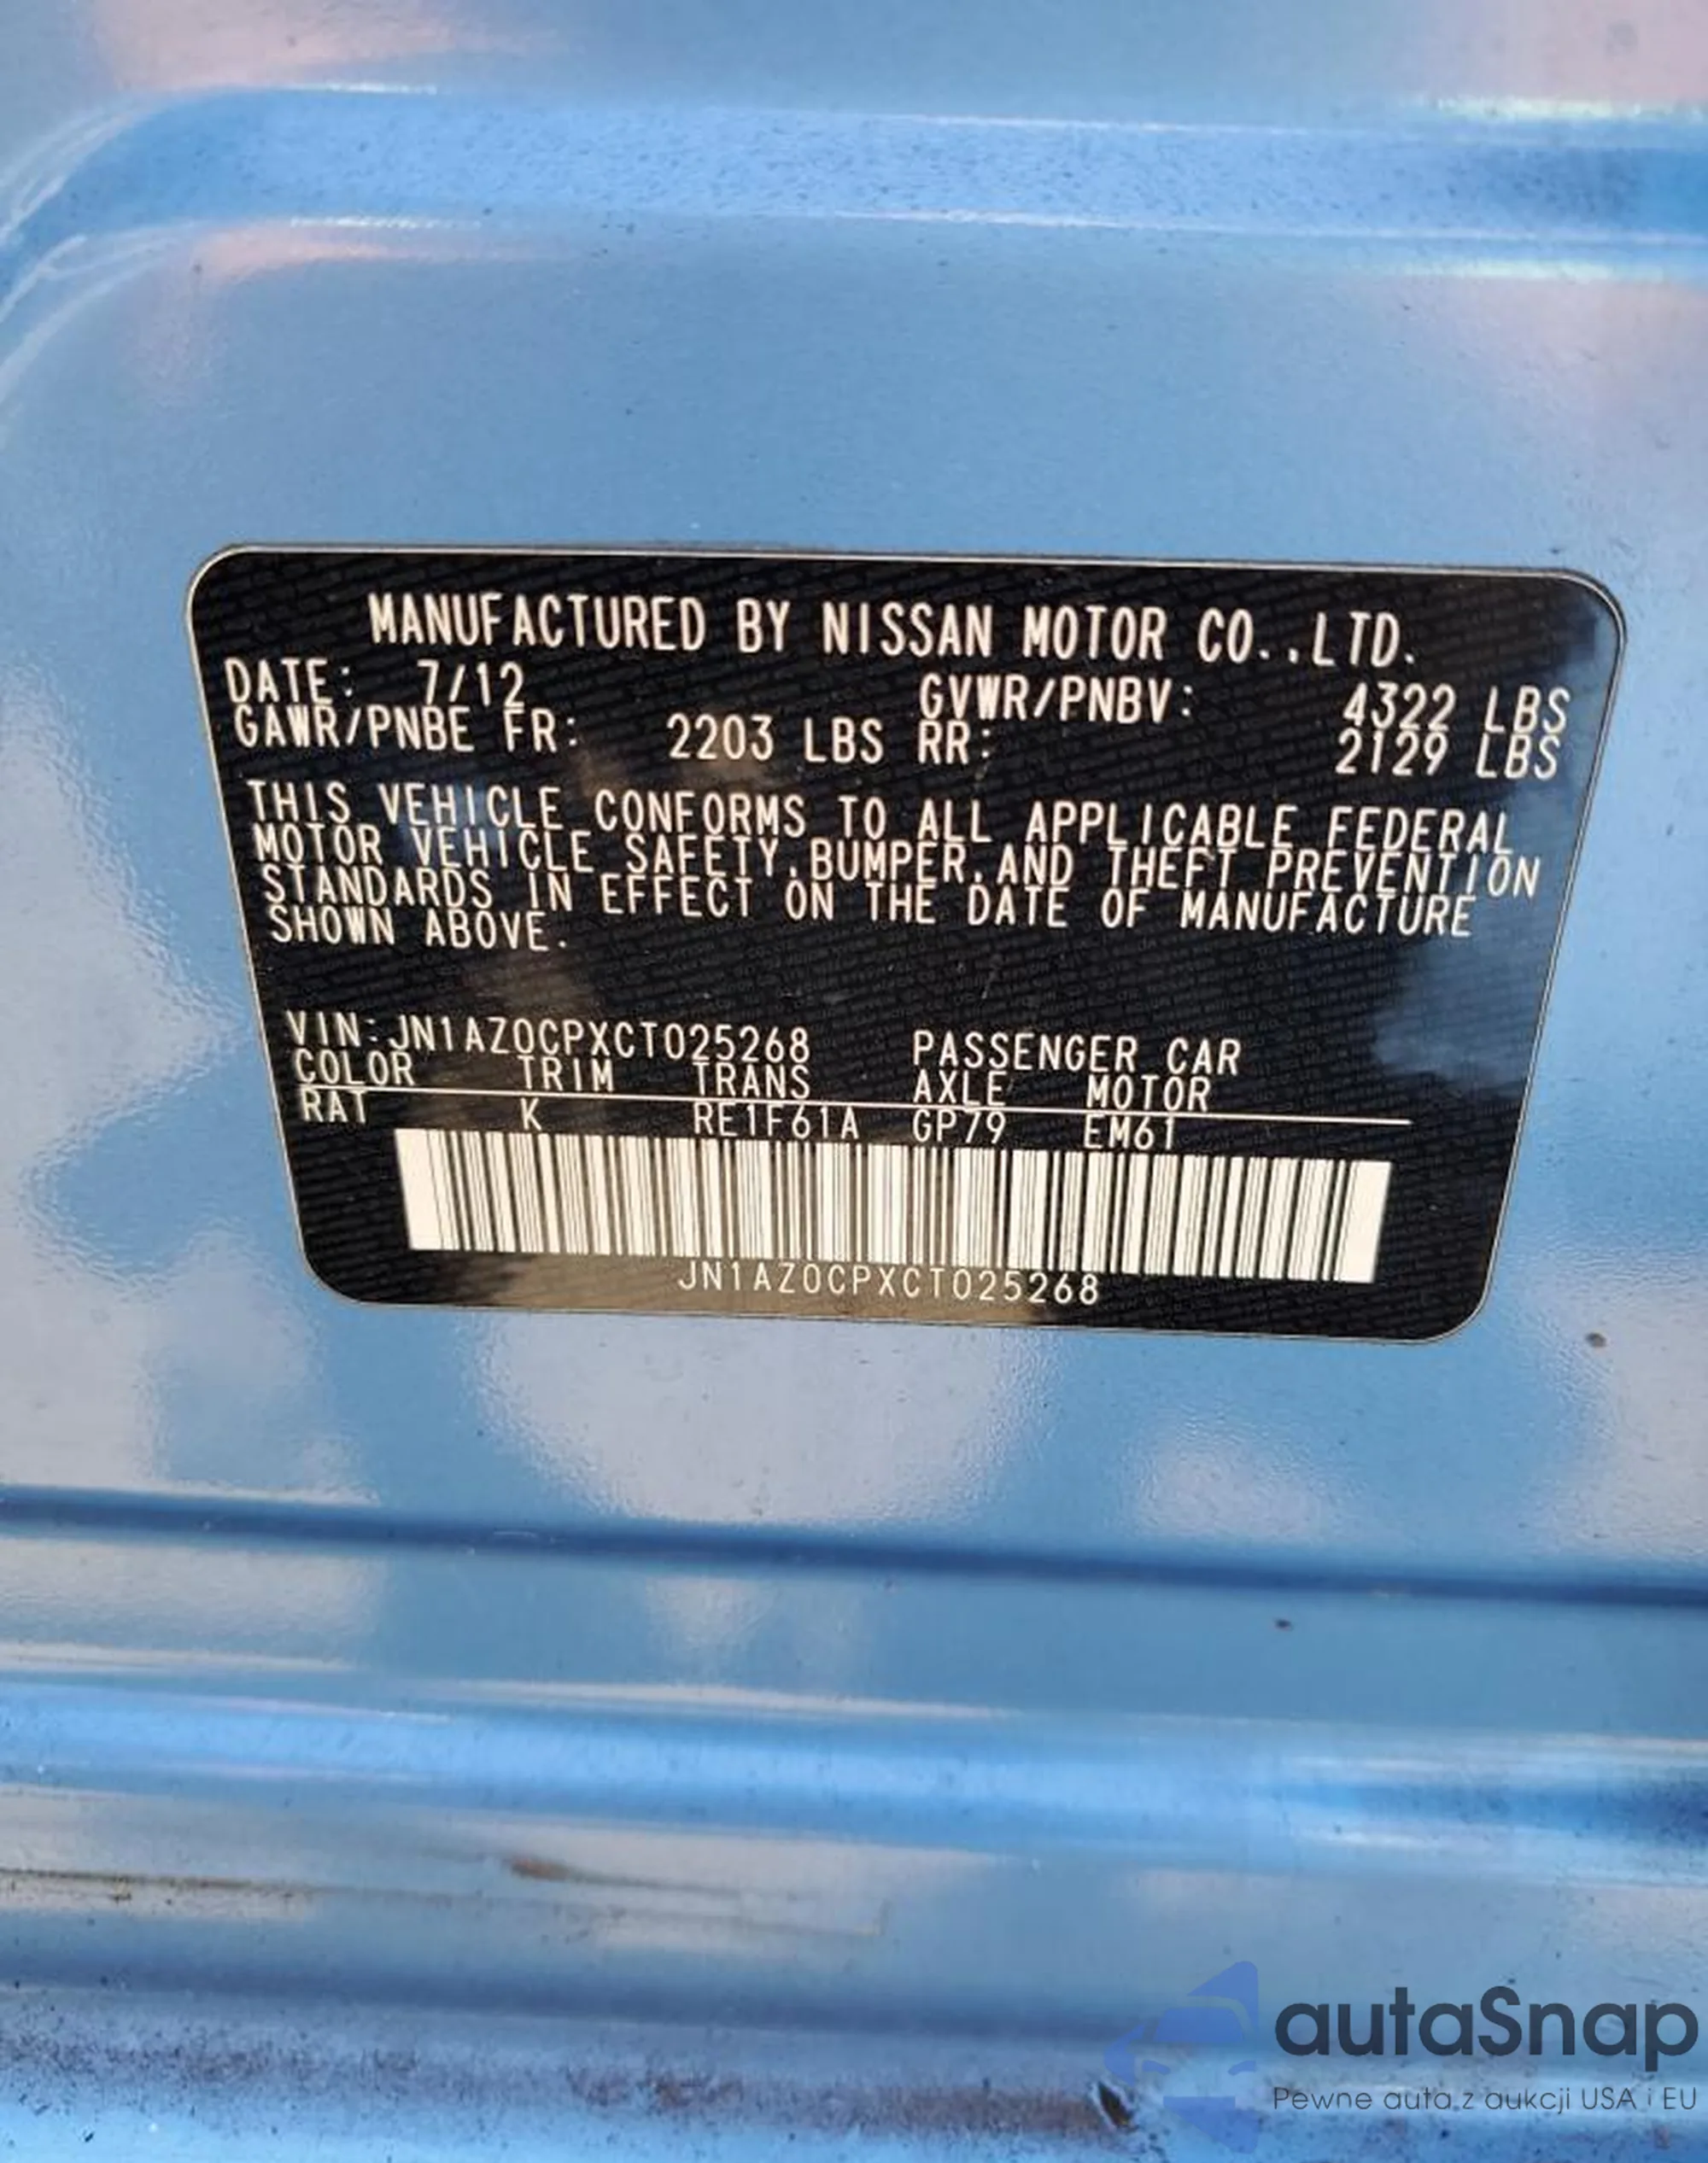 MANUFACTURED BY NISSAN MOTOR CO.,LTD.
DATE: 7/12 GVWR/PNBV: 4322 LBS
GAWR/PNBE FR: 2203 LBS RR: 2129 LBS
THIS VEHICLE CONFORMS TO ALL APPLICABLE FEDERAL
MOTOR VEHICLE SAFETY,BUMPER,AND THEFT PREVENTION
STANDARDS IN EFFECT ON THE DATE OF MANUFACTURE
SHOWN ABOVE.
VIN:JN1AZ0CPXCT025268 PASSENGER CAR
COLOR TRIM TRANS AXLE MOTOR
RAT K RE1F61A GP79 EM61
JN1AZ0CPXCT025268
autaSnap
Pewne auta z aukcji USA i EU